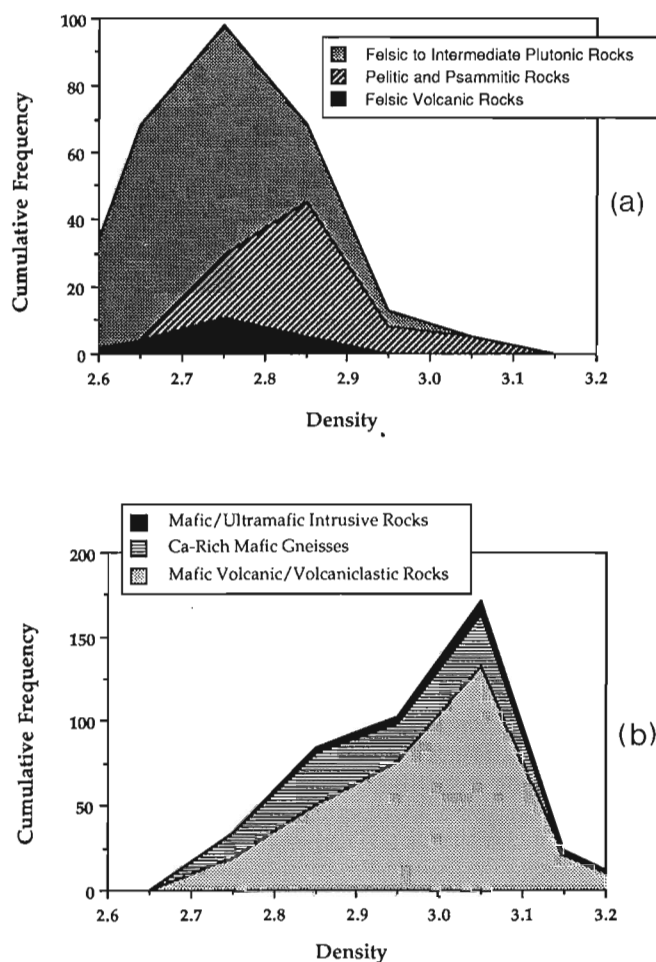 100
80
60
40
20
0
Cumulative Frequency
Felsic to Intermediate Plutonic Rocks
Pelitic and Psammitic Rocks
Felsic Volcanic Rocks
(a)
2.6 2.7 2.8 2.9 3.0 3.1 3.2
Density
Mafic/Ultramafic Intrusive Rocks
Ca-Rich Mafic Gneisses
Mafic Volcanic/Volcaniclastic Rocks
200
150
100
50
0
Cumulative Frequency
(b)
2.6 2.7 2.8 2.9 3.0 3.1 3.2
Density